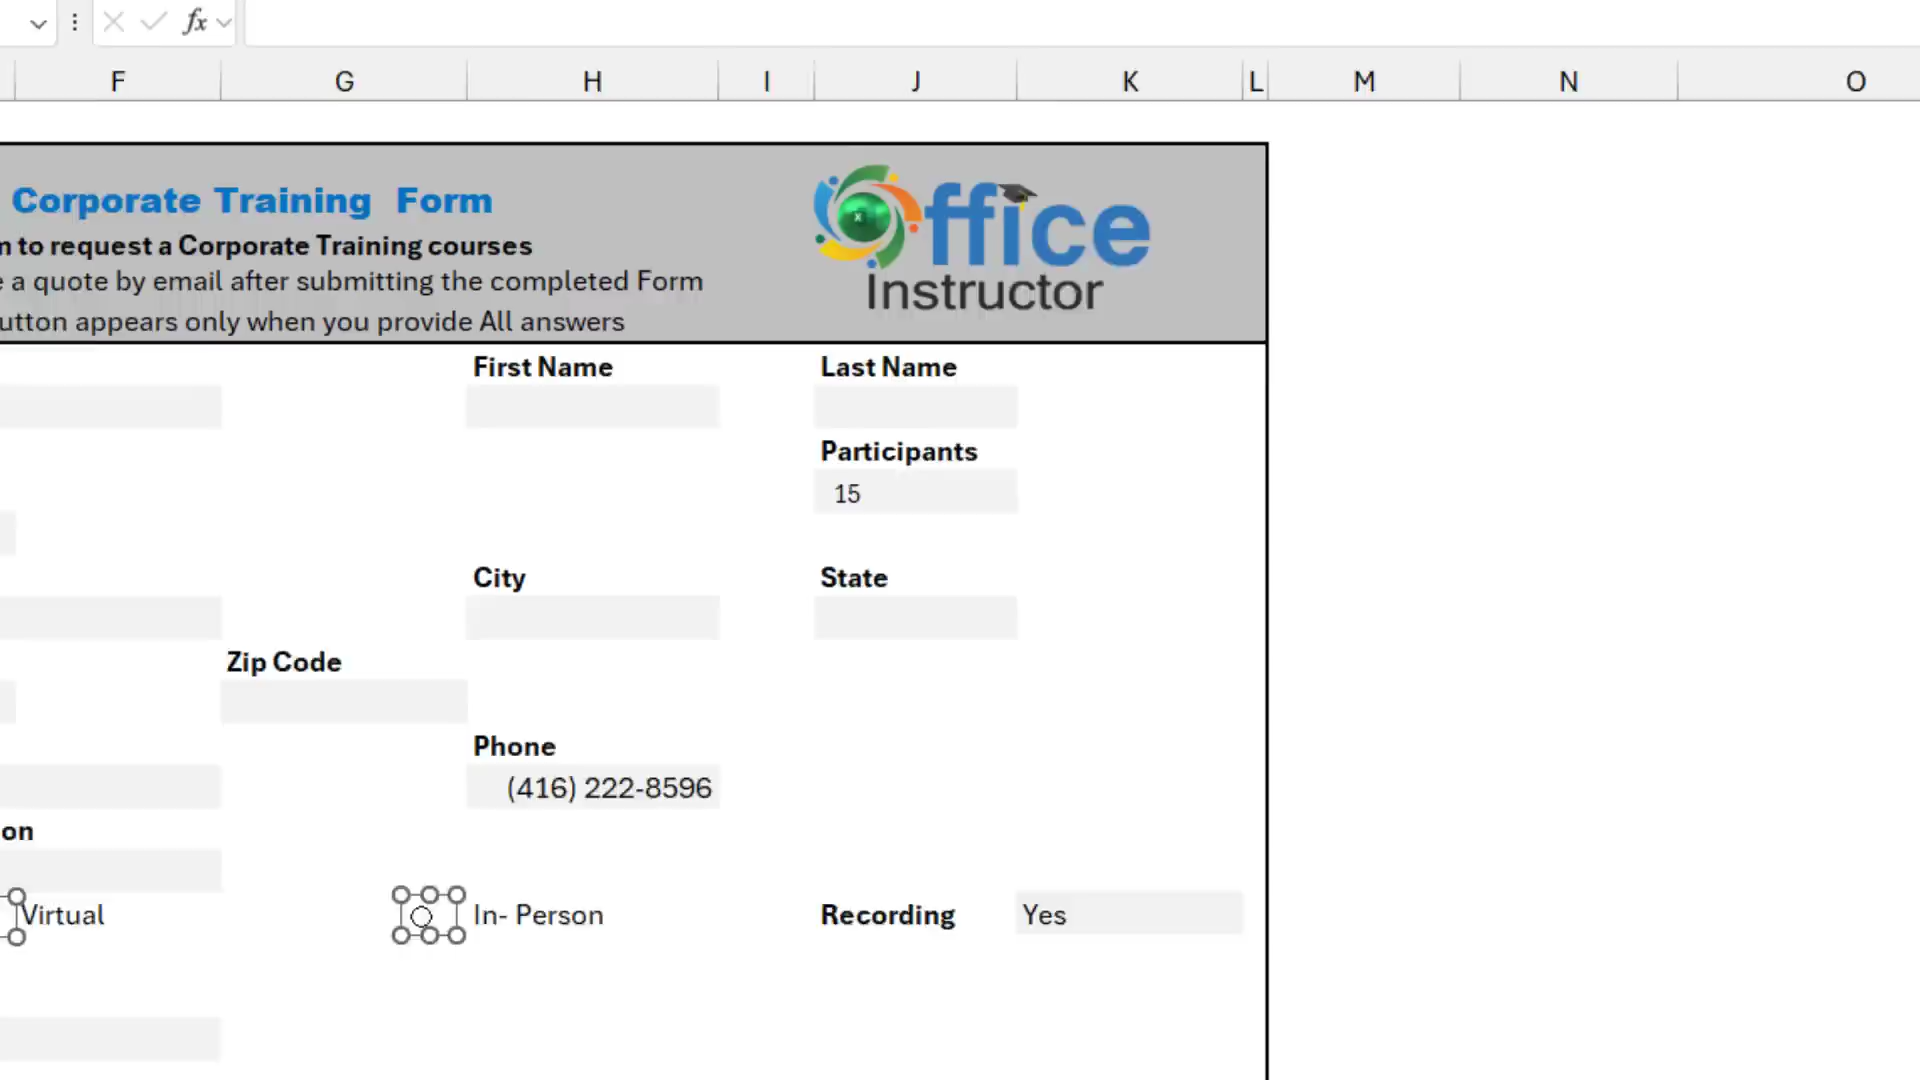 fx
F G H I J K L M N O
Corporate Training Form
to request a Corporate Training courses
a quote by email after submitting the completed Form
appears only when you provide All answers
Office
Instructor
First Name Last Name
Participants
15
City State
Zip Code
Phone
(416) 222-8596
on
Virtual In- Person Recording Yes